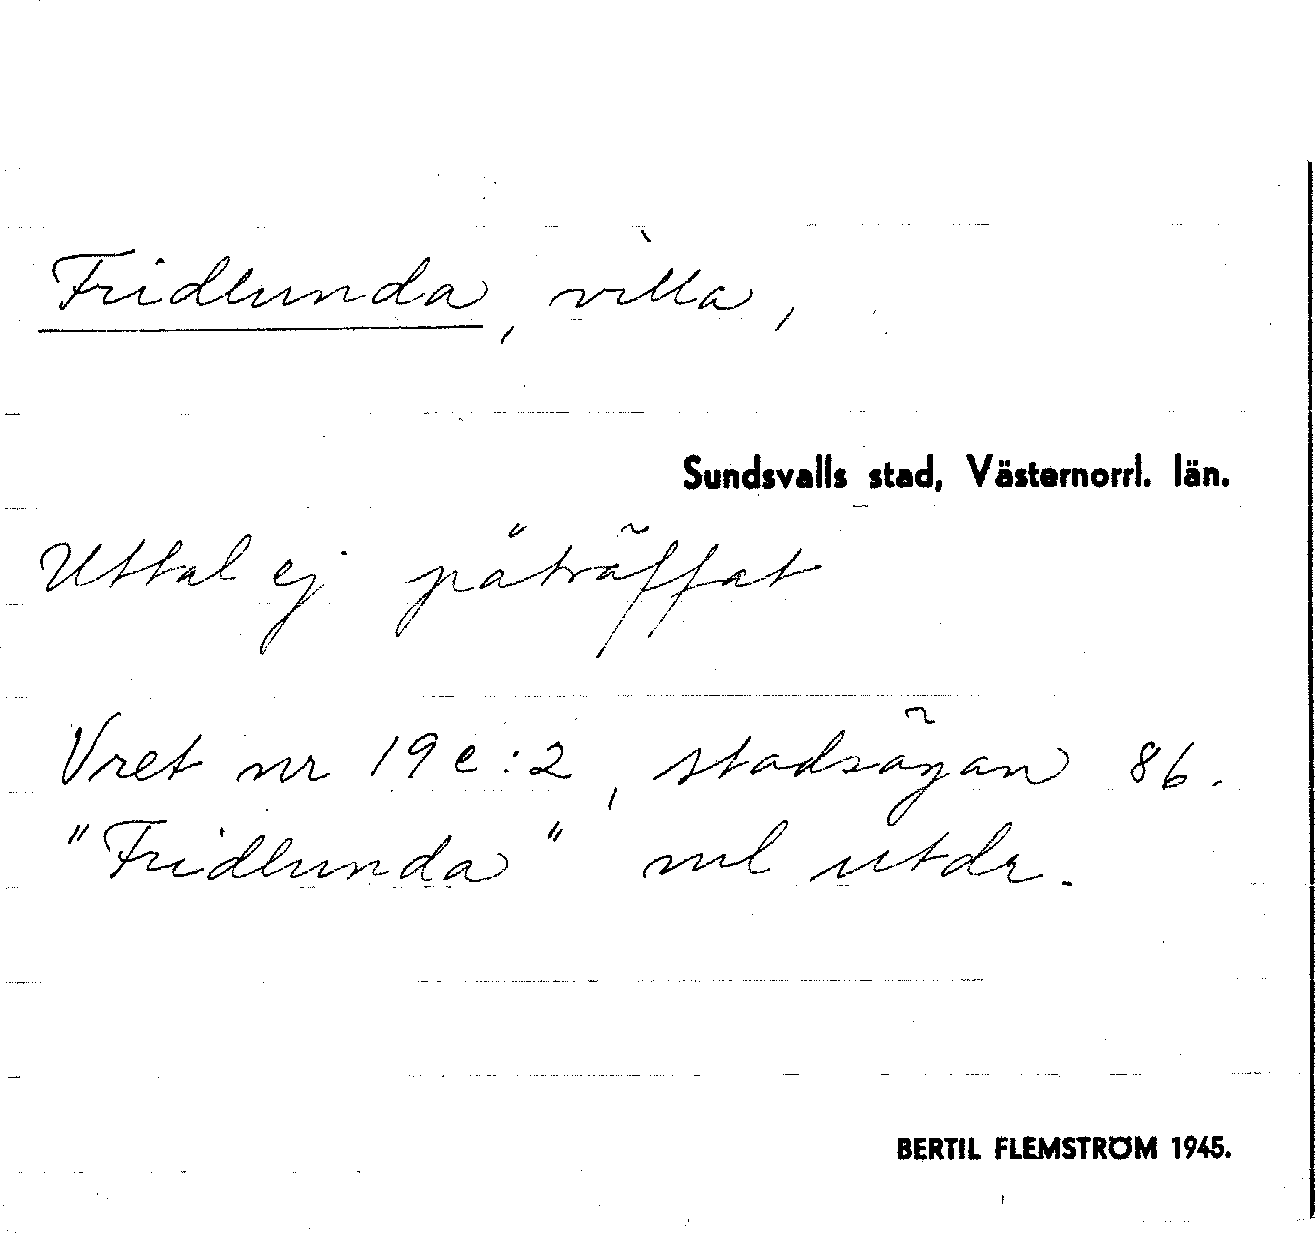 Fridlunda, villa,
Sundsvalls stad, Västernorrl. län.
Uttal ej påträffat
Vret nr 19e:2, stadsägan 86.
"Fridlunda" enl utdr.
BERTIL FLEMSTRÖM 1945.